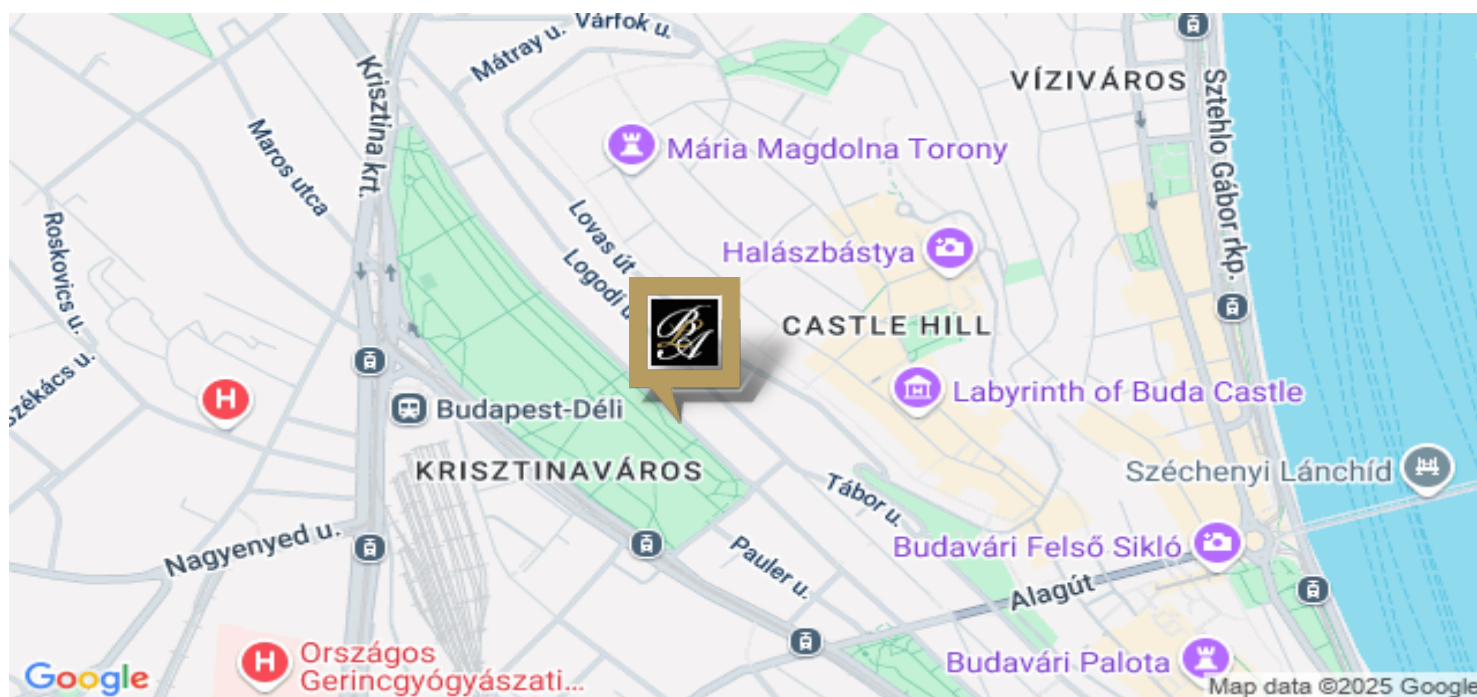 Várfok u.
Mátray u.
VÍZIVÁROS
Krisztina krt.
Sztehlo Gábor rkp.
Maros utca
Mária Magdolna Torony
Lovas út
Roskovics u.
Halászbástya
Logodi u.
BA
CASTLE HILL
Székács u.
H
Budapest-Déli
Labyrinth of Buda Castle
KRISZTINAVÁROS
Széchenyi Lánchíd
Tábor u.
Nagyenyed u.
Budavári Felső Sikló
Pauler u.
Alagút
H
Országos
Gerincgyógyászati...
Budavári Palota
Google
Map data ©2025 Google